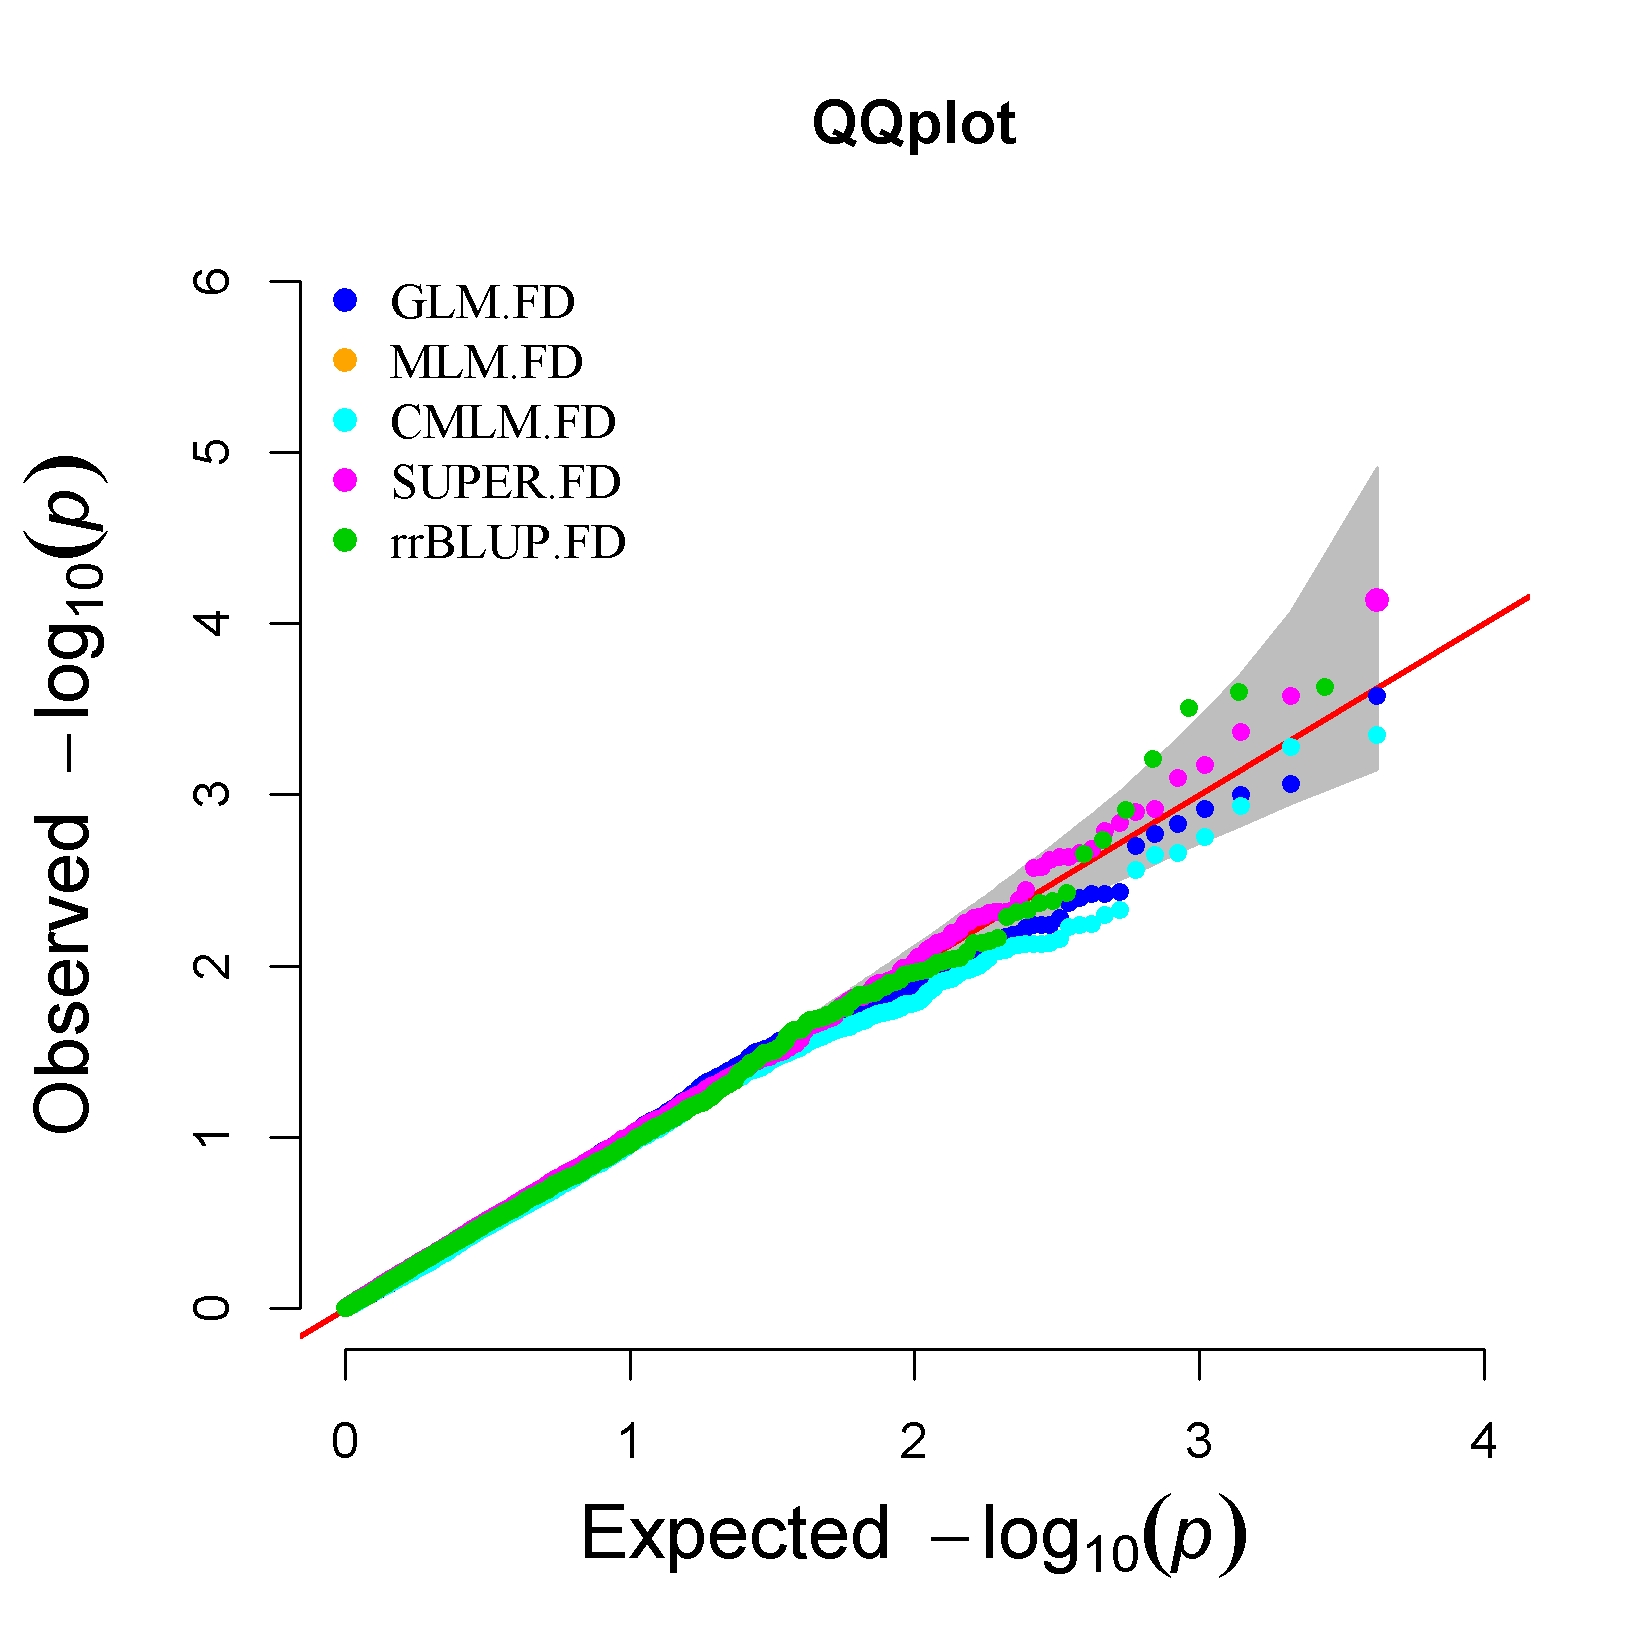 QQplot
6
5
4
3
2
1
0
Observed −log10(p)
GLM.FD
MLM.FD
CMLM.FD
SUPER.FD
rrBLUP.FD
0 1 2 3 4
Expected −log10(p)